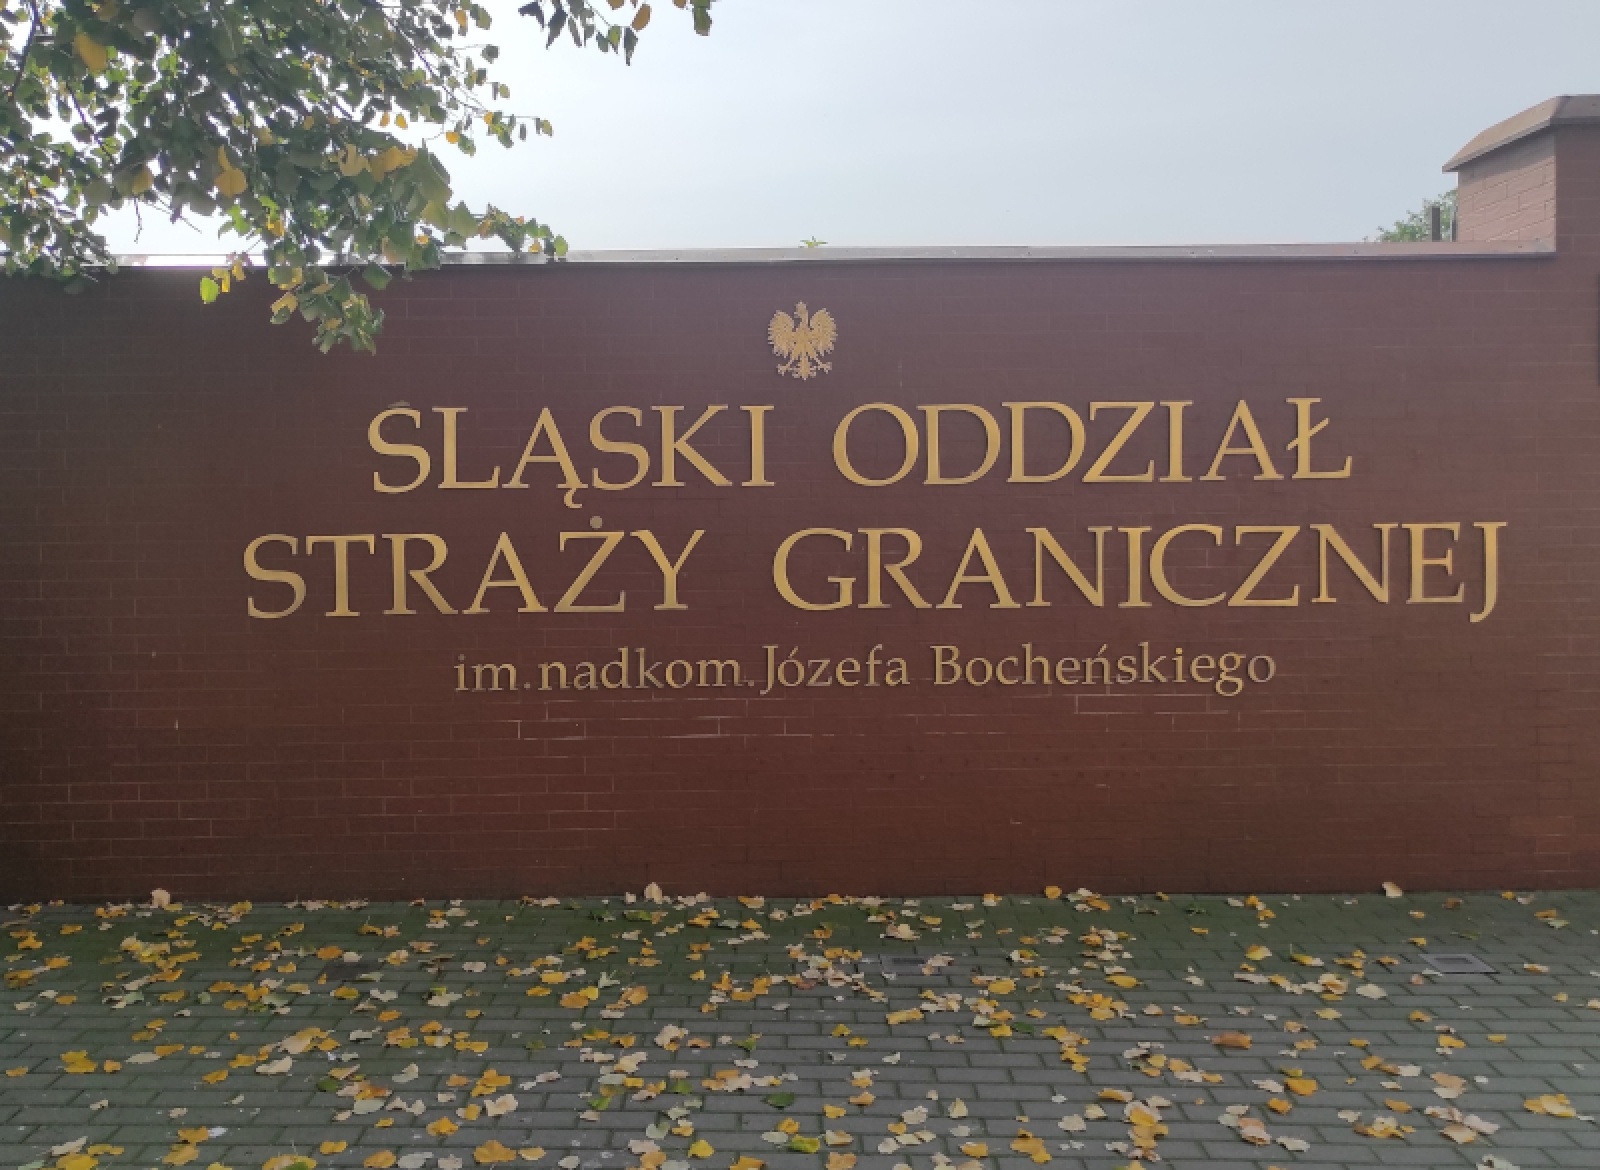 ŚLĄSKI ODDZIAŁ
STRAŻY GRANICZNEJ
im. nadkom. Józefa Bocheńskiego